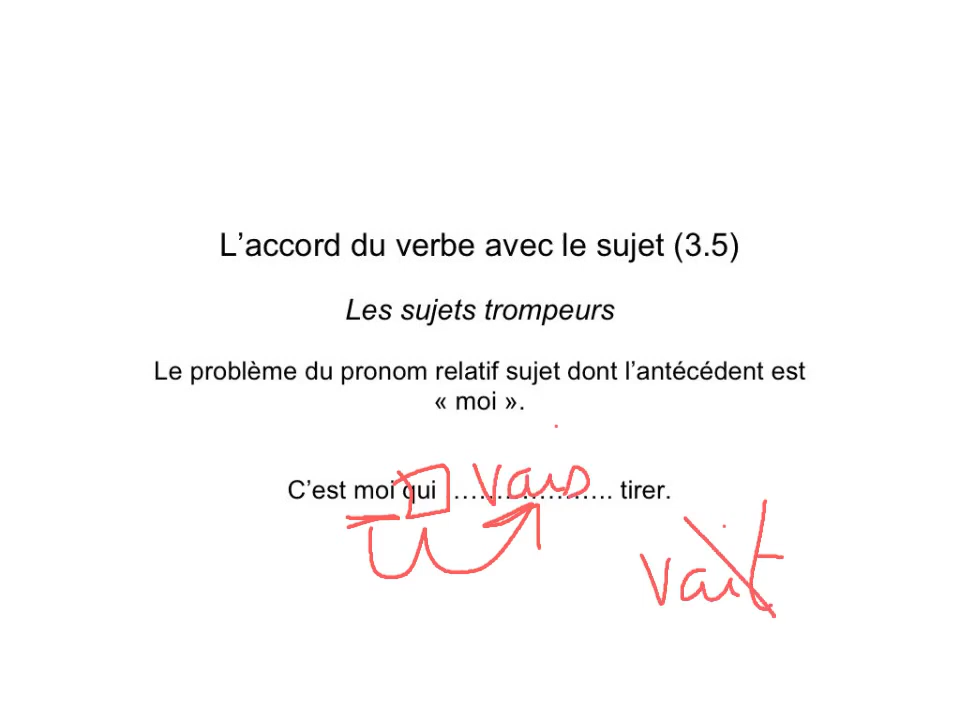 L’accord du verbe avec le sujet (3.5)
Les sujets trompeurs
Le problème du pronom relatif sujet dont l’antécédent est
« moi ».
C’est moi qui ……vais…….. tirer.
vait